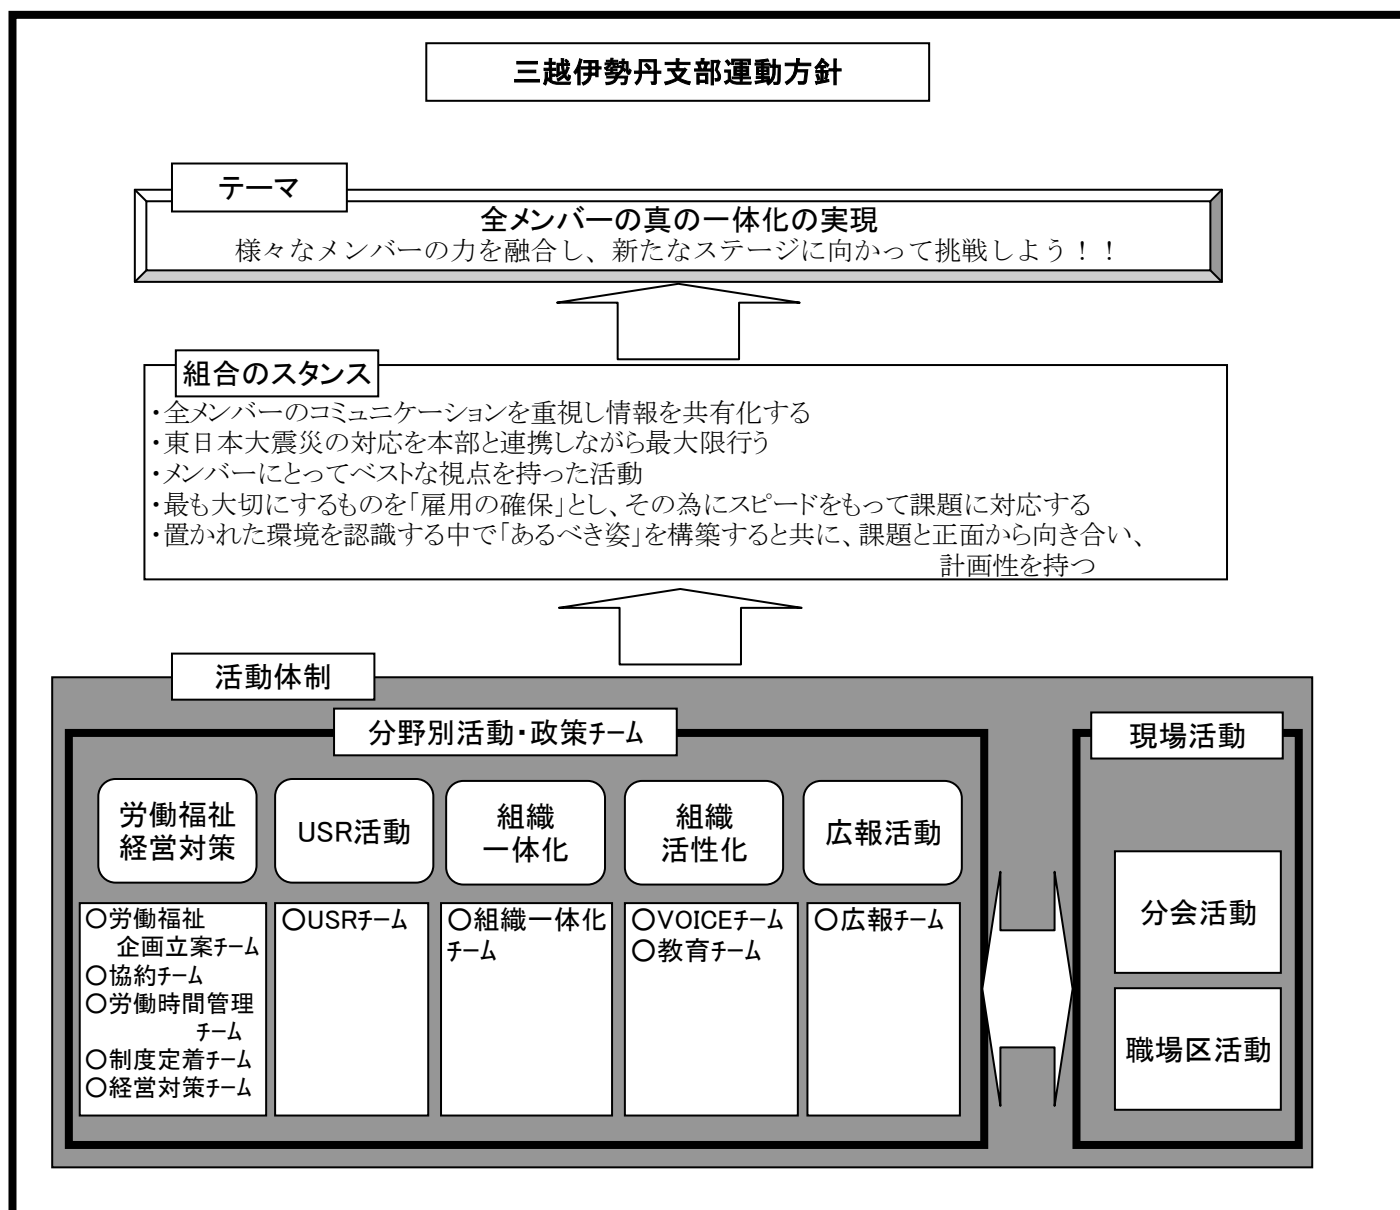 三越伊勢丹支部運動方針
テーマ
全メンバーの真の一体化の実現
様々なメンバーの力を融合し、新たなステージに向かって挑戦しよう！！
組合のスタンス
・全メンバーのコミュニケーションを重視し情報を共有化する
・東日本大震災の対応を本部と連携しながら最大限行う
・メンバーにとってベストな視点を持った活動
・最も大切にするものを「雇用の確保」とし、その為にスピードをもって課題に対応する
・置かれた環境を認識する中で「あるべき姿」を構築すると共に、課題と正面から向き合い、
計画性を持つ
活動体制
分野別活動・政策ﾁｰﾑ
労働福祉
経営対策
USR活動
組織
一体化
組織
活性化
広報活動
○労働福祉
企画立案ﾁｰﾑ
○協約ﾁｰﾑ
○労働時間管理
ﾁｰﾑ
○制度定着ﾁｰﾑ
○経営対策ﾁｰﾑ
○USRﾁｰﾑ
○組織一体化
ﾁｰﾑ
○VOICEﾁｰﾑ
○教育ﾁｰﾑ
○広報ﾁｰﾑ
現場活動
分会活動
職場区活動